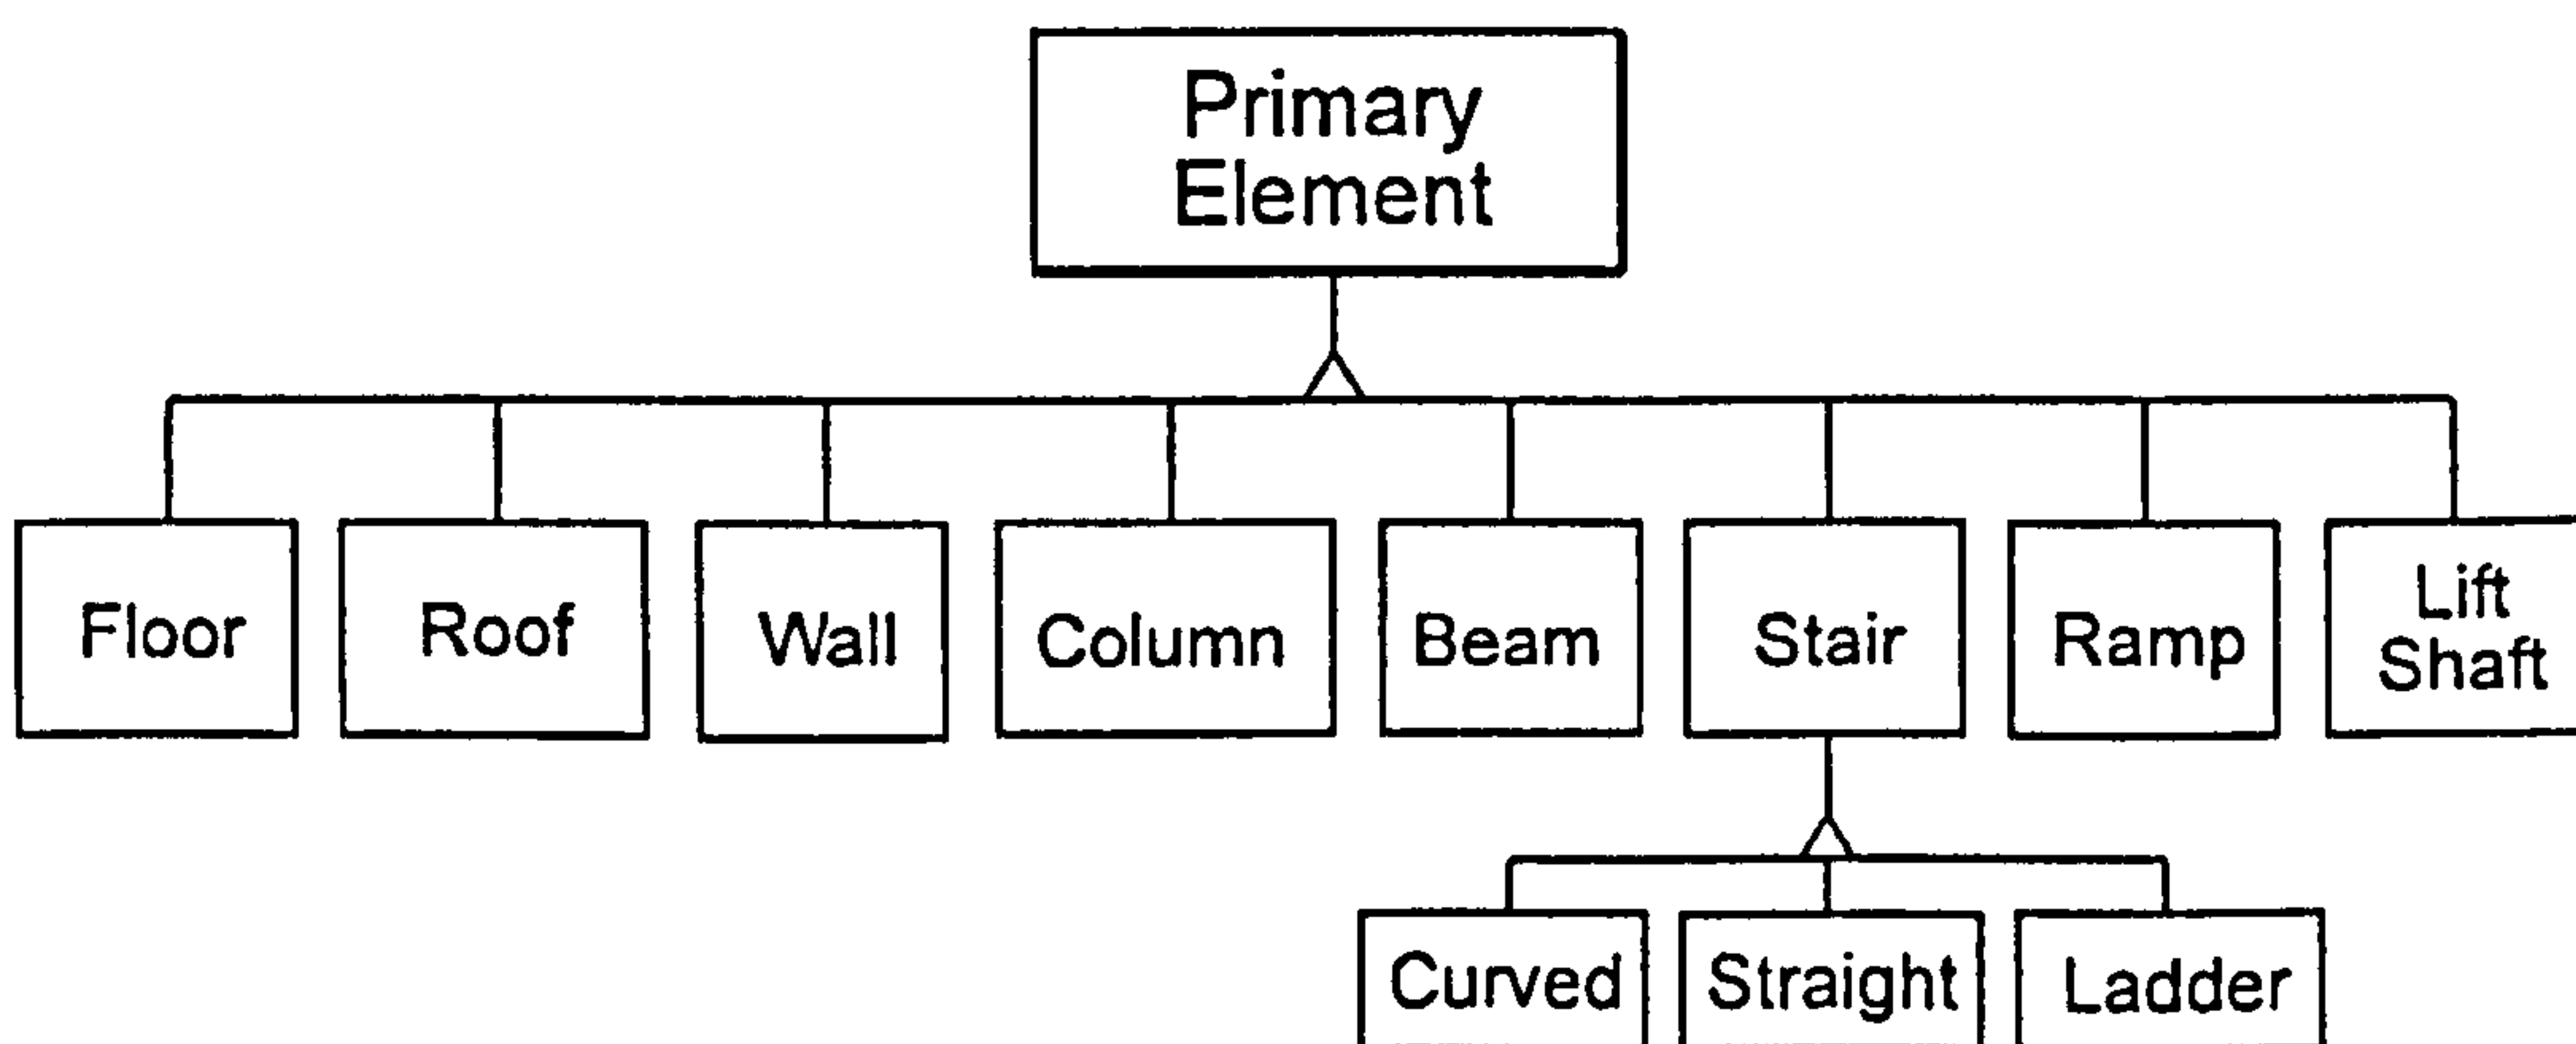 Primary
Element
Floor
Roof
Wall
Column
Beam
Stair
Ramp
Lift
Shaft
Curved
Straight
Ladder